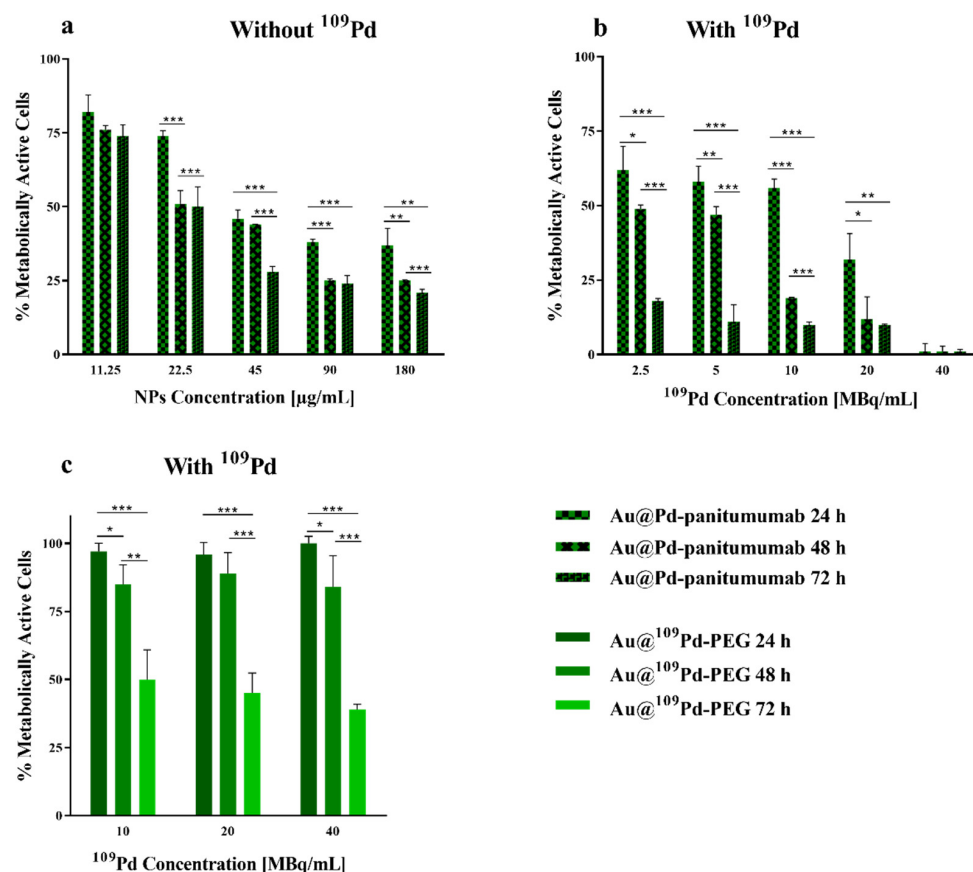 a Without ¹⁰⁹Pd
% Metabolically Active Cells
100
75
50
25
0
***
***
***
***
***
***
**
**
***
11.25 22.5 45 90 180
NPs Concentration [µg/mL]
b With ¹⁰⁹Pd
% Metabolically Active Cells
100
75
50
25
0
***
*
***
***
**
***
***
***
***
**
*
2.5 5 10 20 40
¹⁰⁹Pd Concentration [MBq/mL]
c With ¹⁰⁹Pd
% Metabolically Active Cells
100
75
50
25
0
***
*
**
***
***
***
*
***
10 20 40
¹⁰⁹Pd Concentration [MBq/mL]
Au@Pd-panitumumab 24 h
Au@Pd-panitumumab 48 h
Au@Pd-panitumumab 72 h
Au@¹⁰⁹Pd-PEG 24 h
Au@¹⁰⁹Pd-PEG 48 h
Au@¹⁰⁹Pd-PEG 72 h